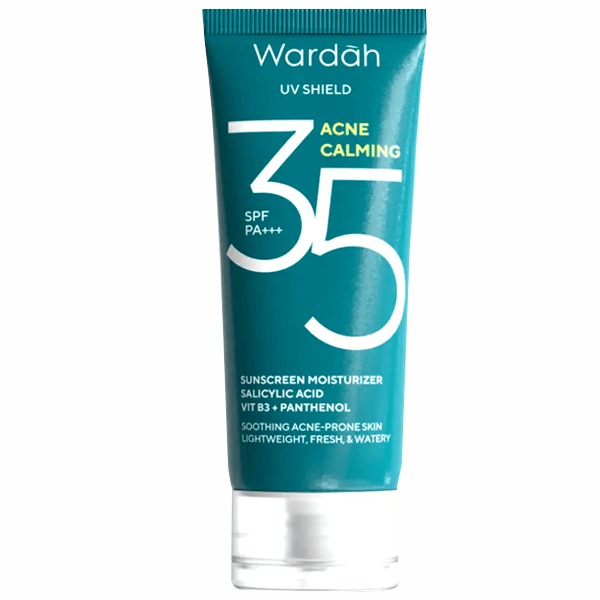 Wardah
UV SHIELD
35
ACNE
CALMING
SPF
PA+++
SUNSCREEN MOISTURIZER
SALICYLIC ACID
VIT B3 + PANTHENOL
SOOTHING ACNE-PRONE SKIN
LIGHTWEIGHT, FRESH, & WATERY